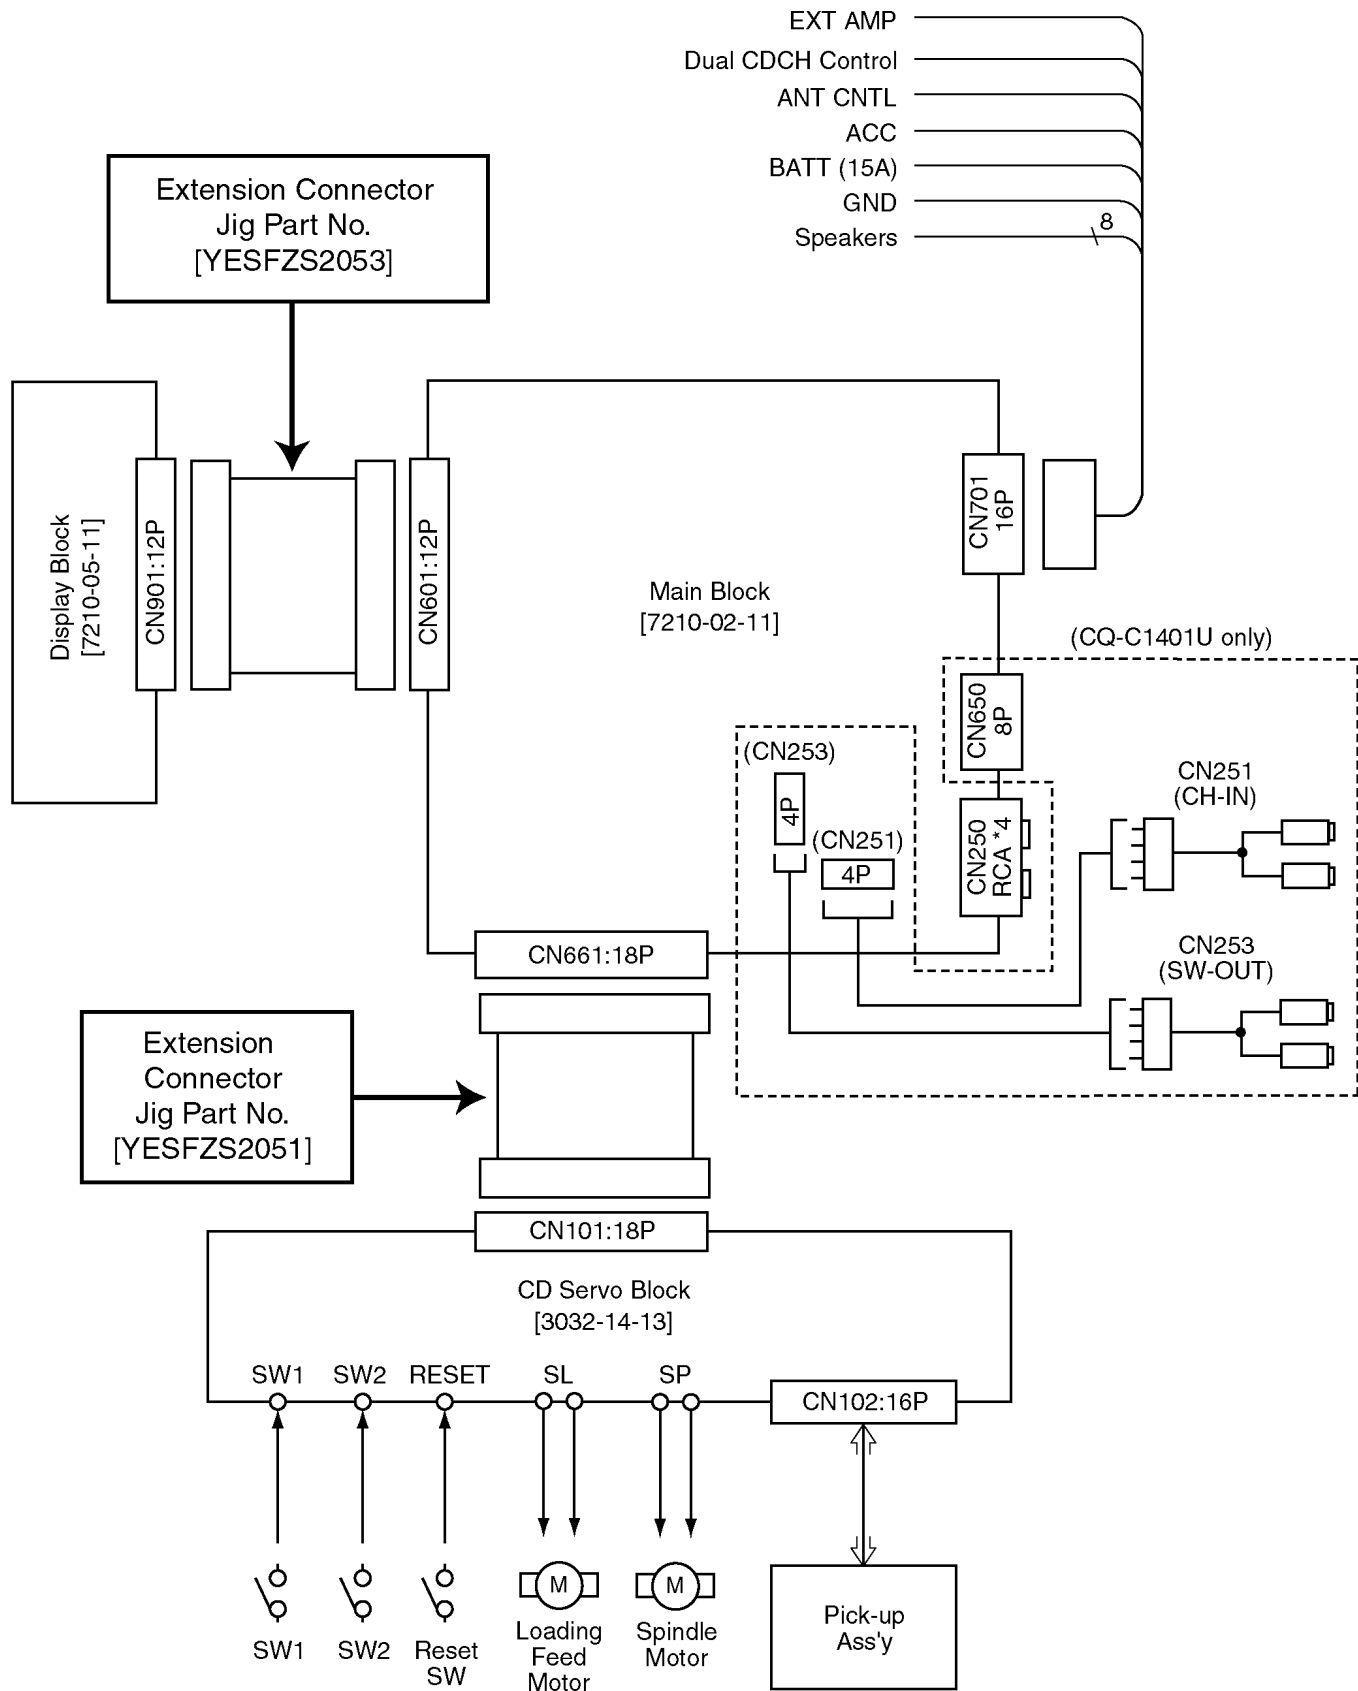 EXT AMP
Dual CDCH Control
ANT CNTL
ACC
BATT (15A)
GND
Speakers
8
Extension Connector
Jig Part No.
[YESFZS2053]
Display Block
[7210-05-11]
CN901:12P
CN601:12P
Main Block
[7210-02-11]
CN701
16P
(CQ-C1401U only)
CN650
8P
(CN253)
4P
(CN251)
4P
CN250
RCA *4
CN251
(CH-IN)
CN253
(SW-OUT)
CN661:18P
Extension
Connector
Jig Part No.
[YESFZS2051]
CN101:18P
CD Servo Block
[3032-14-13]
SW1
SW2
RESET
SL
SP
CN102:16P
SW1
SW2
Reset
SW
M
Loading
Feed
Motor
M
Spindle
Motor
Pick-up
Ass'y